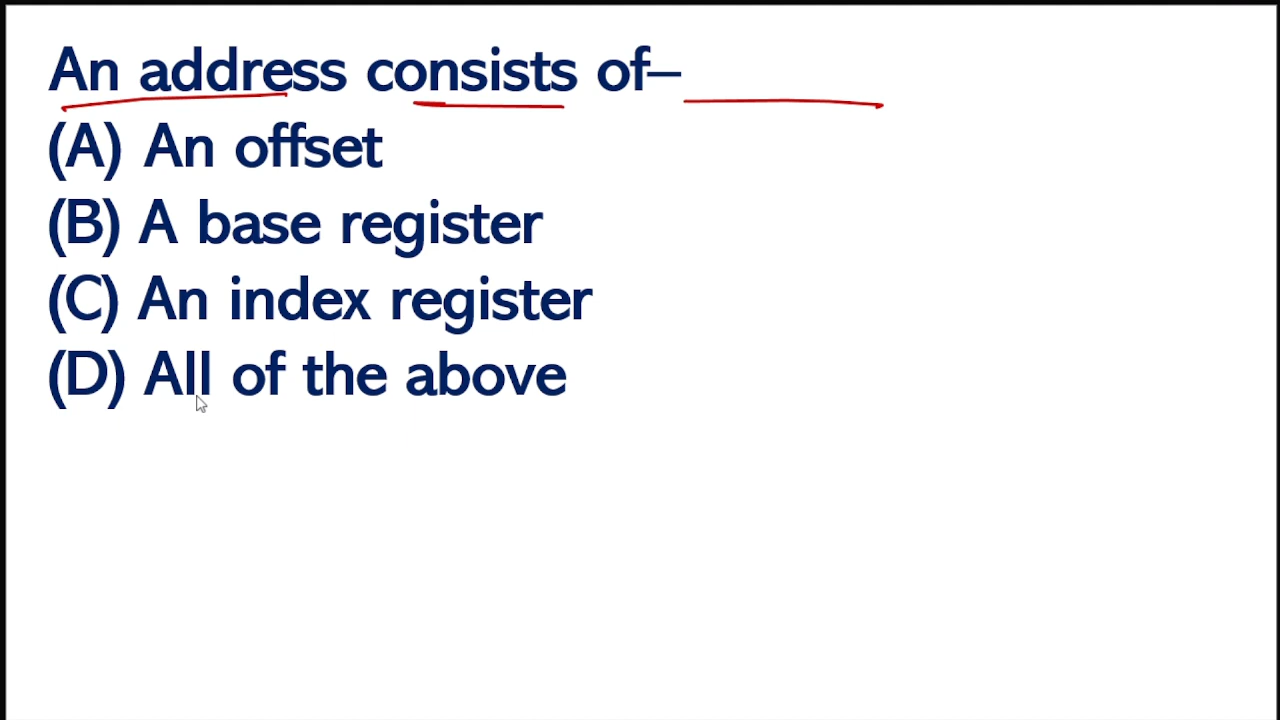 An address consists of–
(A) An offset
(B) A base register
(C) An index register
(D) All of the above